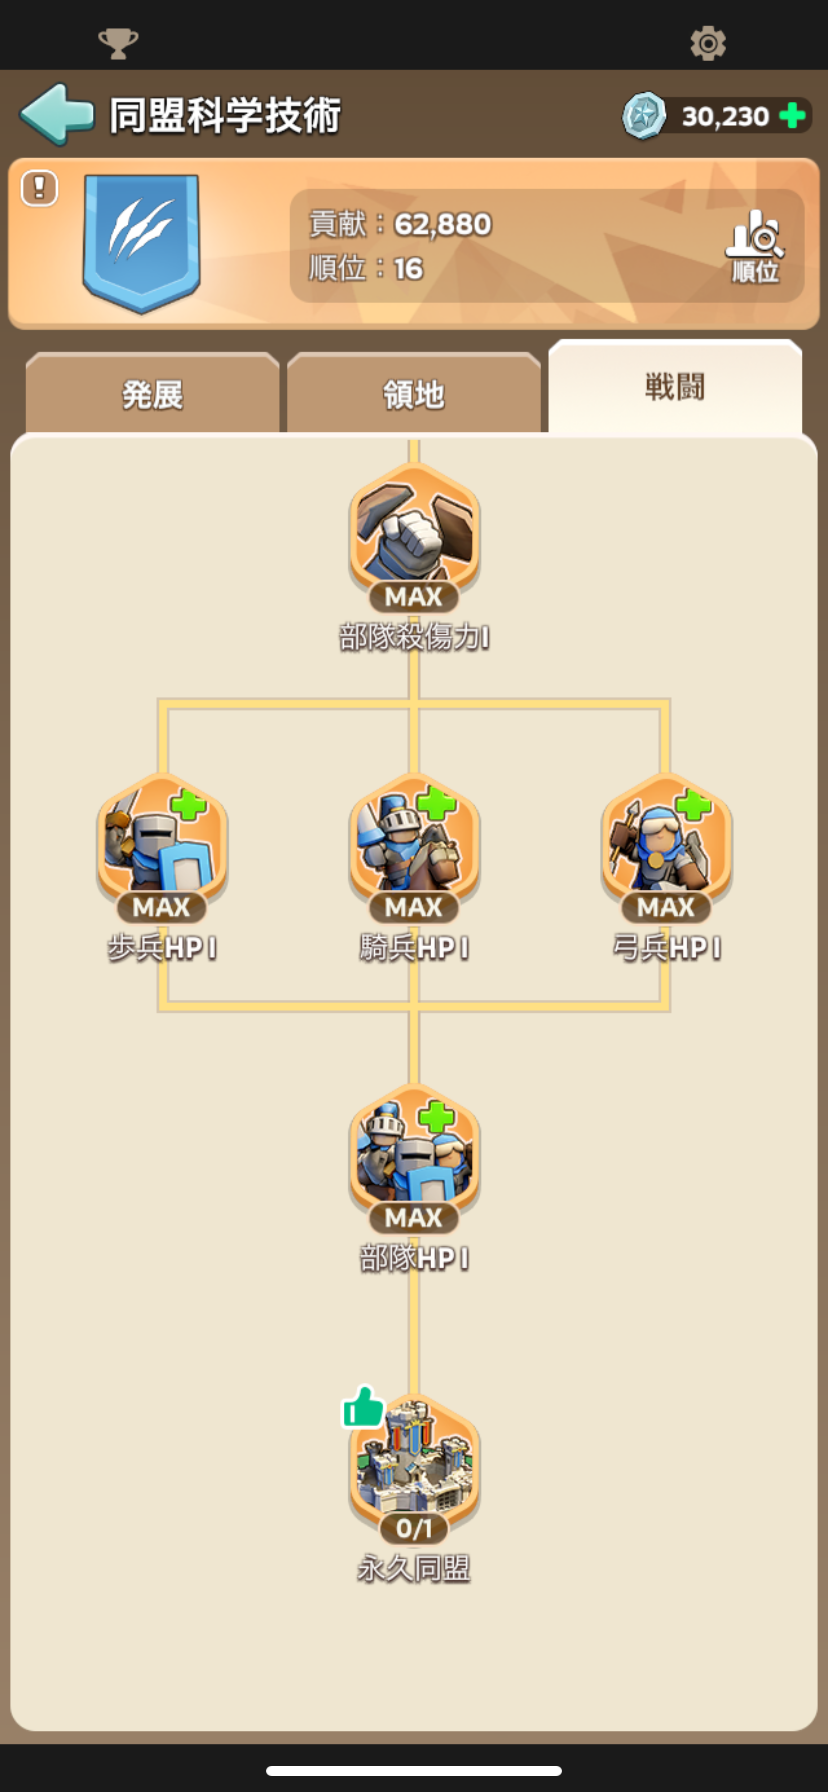 同盟科学技術
30,230
貢献：62,880
順位：16
順位
発展
領地
戦闘
MAX
部隊殺傷力I
MAX
MAX
MAX
歩兵HP I
騎兵HP I
弓兵HP I
MAX
部隊HP I
0/1
永久同盟